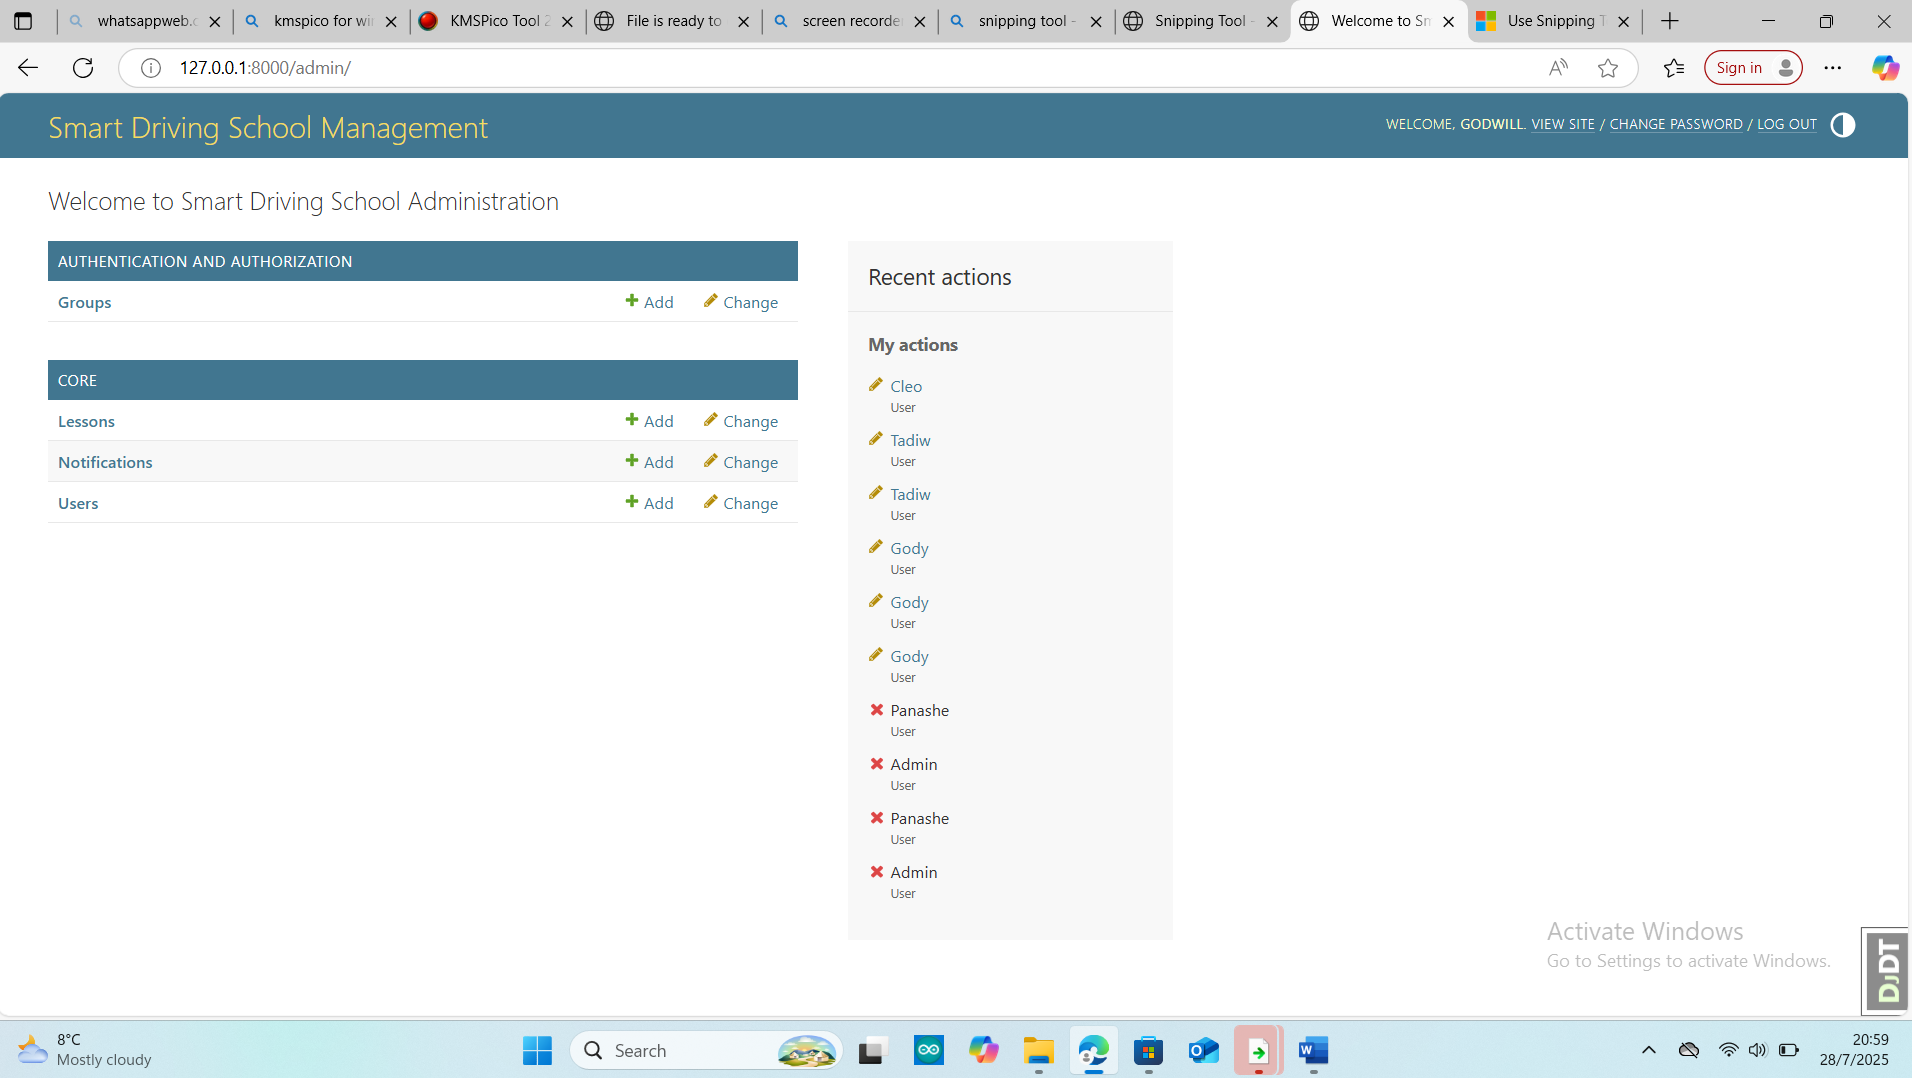 whatsappweb.c
kmspico for wi
KMSPico Tool 2
File is ready to
screen recorde
snipping tool -
Snipping Tool -
Welcome to Sm
Use Snipping T
127.0.0.1:8000/admin/
Sign in
Smart Driving School Management
WELCOME, GODWILL. VIEW SITE / CHANGE PASSWORD / LOG OUT
Welcome to Smart Driving School Administration
AUTHENTICATION AND AUTHORIZATION
Groups Add Change
CORE
Lessons Add Change
Notifications Add Change
Users Add Change
Recent actions
My actions
Cleo
User
Tadiw
User
Tadiw
User
Gody
User
Gody
User
Gody
User
Panashe
User
Admin
User
Panashe
User
Admin
User
Activate Windows
Go to Settings to activate Windows.
DJDT
8°C
Mostly cloudy
Search
20:59
28/7/2025